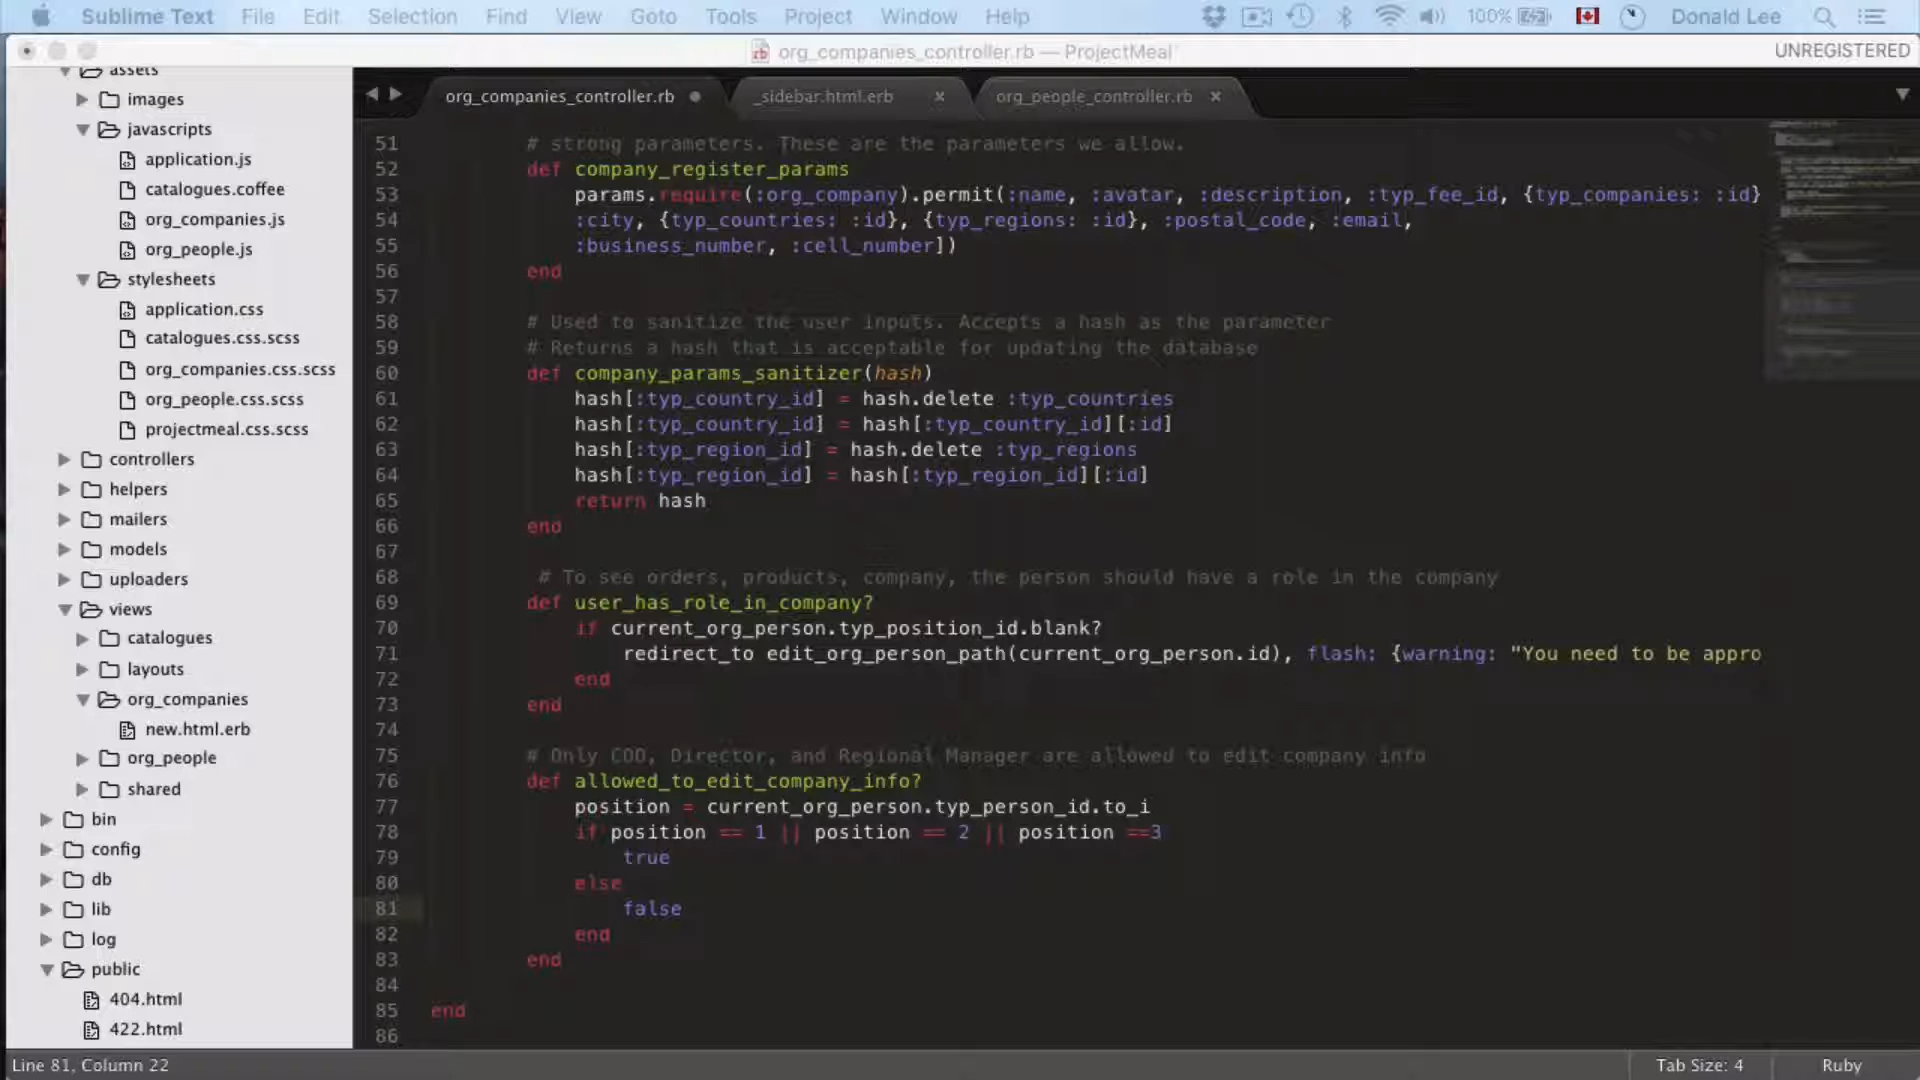 Sublime Text File Edit Selection Find View Goto Tools Project Window Help 100% Donald Lee
org_companies_controller.rb — ProjectMeal UNREGISTERED
assets
images
javascripts
application.js
catalogues.coffee
org_companies.js
org_people.js
stylesheets
application.css
catalogues.css.scss
org_companies.css.scss
org_people.css.scss
projectmeal.css.scss
controllers
helpers
mailers
models
uploaders
views
catalogues
layouts
org_companies
new.html.erb
org_people
shared
bin
config
db
lib
log
public
404.html
422.html
org_companies_controller.rb _sidebar.html.erb org_people_controller.rb
51 # strong parameters. These are the parameters we allow.
52 def company_register_params
53 params.require(:org_company).permit(:name, :avatar, :description, :typ_fee_id, {typ_companies: :id}
54 :city, {typ_countries: :id}, {typ_regions: :id}, :postal_code, :email,
55 :business_number, :cell_number])
56 end
57
58 # Used to sanitize the user inputs. Accepts a hash as the parameter
59 # Returns a hash that is acceptable for updating the database
60 def company_params_sanitizer(hash)
61 hash[:typ_country_id] = hash.delete :typ_countries
62 hash[:typ_country_id] = hash[:typ_country_id][:id]
63 hash[:typ_region_id] = hash.delete :typ_regions
64 hash[:typ_region_id] = hash[:typ_region_id][:id]
65 return hash
66 end
67
68 # To see orders, products, company, the person should have a role in the company
69 def user_has_role_in_company?
70 if current_org_person.typ_position_id.blank?
71 redirect_to edit_org_person_path(current_org_person.id), flash: {warning: "You need to be appro
72 end
73 end
74
75 # Only COO, Director, and Regional Manager are allowed to edit company info
76 def allowed_to_edit_company_info?
77 position = current_org_person.typ_person_id.to_i
78 if position == 1 || position == 2 || position ==3
79 true
80 else
81 false
82 end
83 end
84
85 end
86
Line 81, Column 22 Tab Size: 4 Ruby